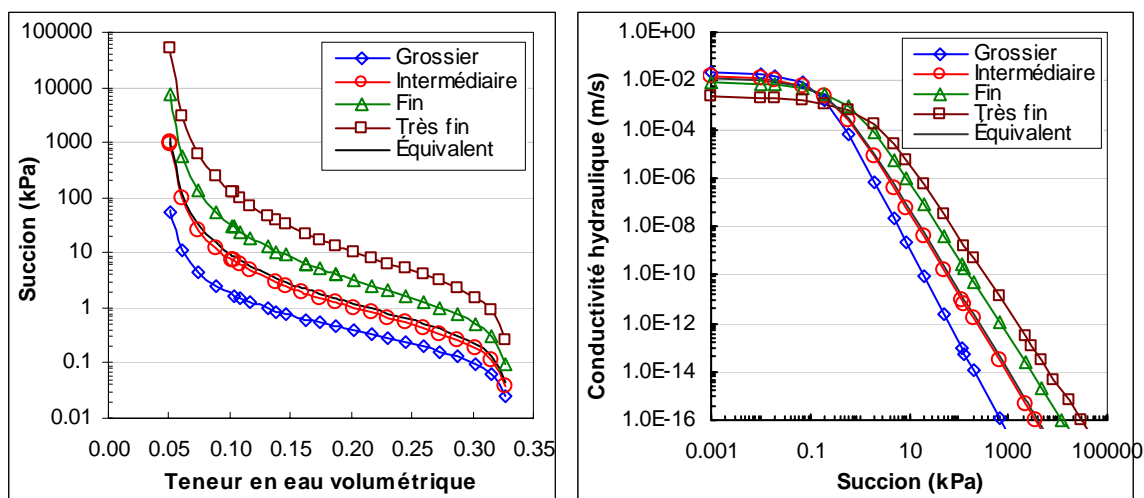 Succion (kPa)
100000
10000
1000
100
10
1
0.1
0.01
Grossier
Intermédiaire
Fin
Très fin
Équivalent
0.00 0.05 0.10 0.15 0.20 0.25 0.30 0.35
Teneur en eau volumétrique
Conductivité hydraulique (m/s)
1.0E+00
1.0E-02
1.0E-04
1.0E-06
1.0E-08
1.0E-10
1.0E-12
1.0E-14
1.0E-16
Grossier
Intermédiaire
Fin
Très fin
Équivalent
0.001 0.1 10 1000 100000
Succion (kPa)